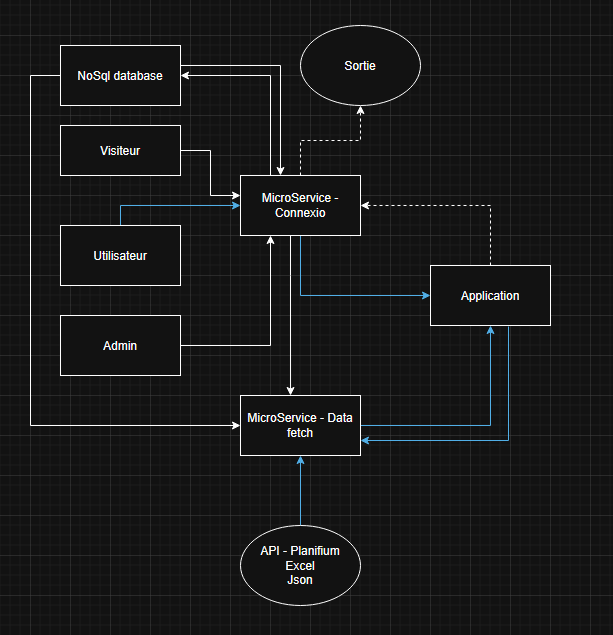 NoSql database
Sortie
Visiteur
MicroService -
Connexio
Utilisateur
Application
Admin
MicroService - Data
fetch
API - Planifium
Excel
Json